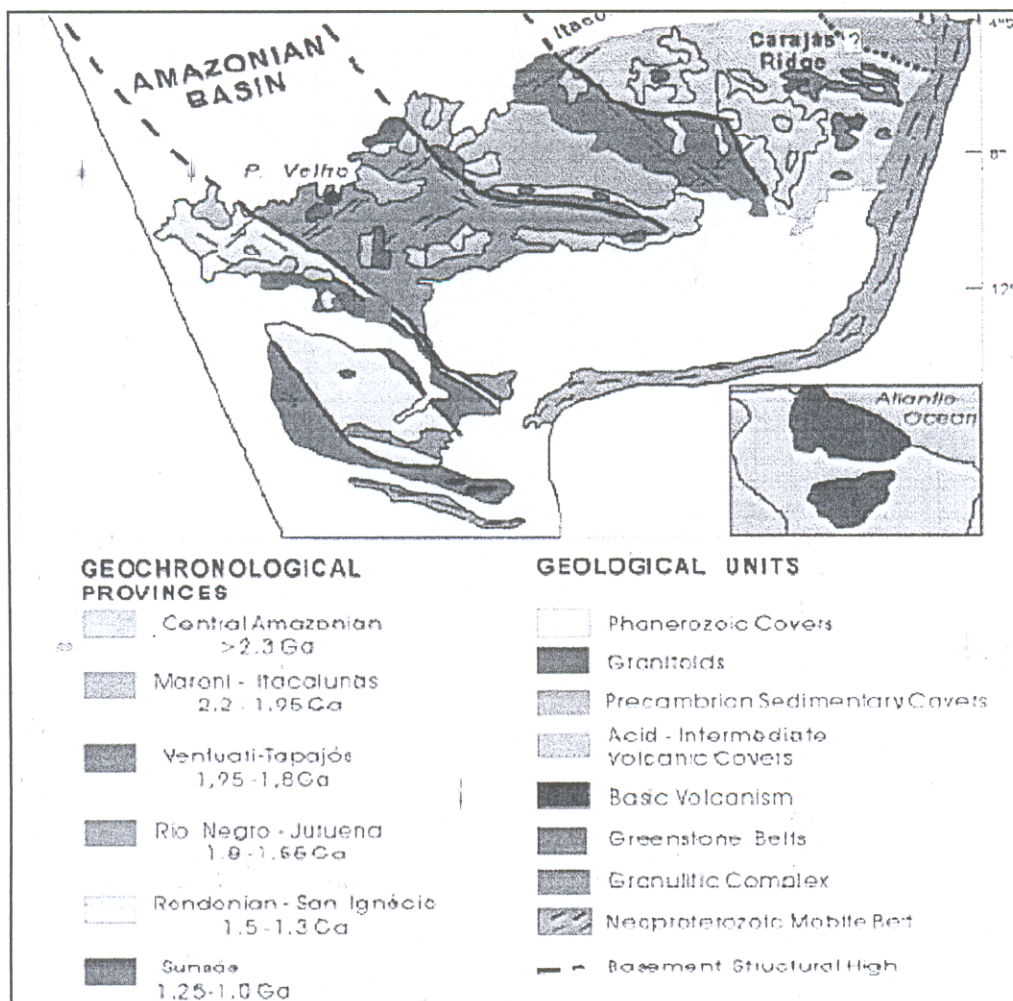 AMAZONIAN
BASIN
Itaco
Carajás ?
Ridge
4°
8°
P. Velho
12°
Atlantic
Ocean
GEOCHRONOLOGICAL
PROVINCES
Central Amazonian
>2.3 Ga
Maroni - Itacaiunas
2.2 - 1.95 Ga
Ventuari-Tapajós
1,95 - 1,8 Ga
Rio Negro - Juruena
1.8 - 1.55 Ga
Rondonian - San Ignácio
1.5 - 1.3 Ga
Sunsás
1.25-1.0 Ga
GEOLOGICAL UNITS
Phanerozoic Covers
Granitoids
Precambrian Sedimentary Covers
Acid - Intermediate
Volcanic Covers
Basic Volcanism
Greenstone Belts
Granulitic Complex
Neoproterozoic Mobile Belt
Basement Structural High